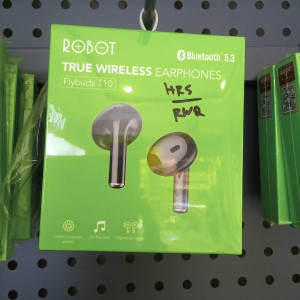 ROBOT
Bluetooth® 5.3
TRUE WIRELESS EARPHONES
Flybuds T10
HRS
RWR